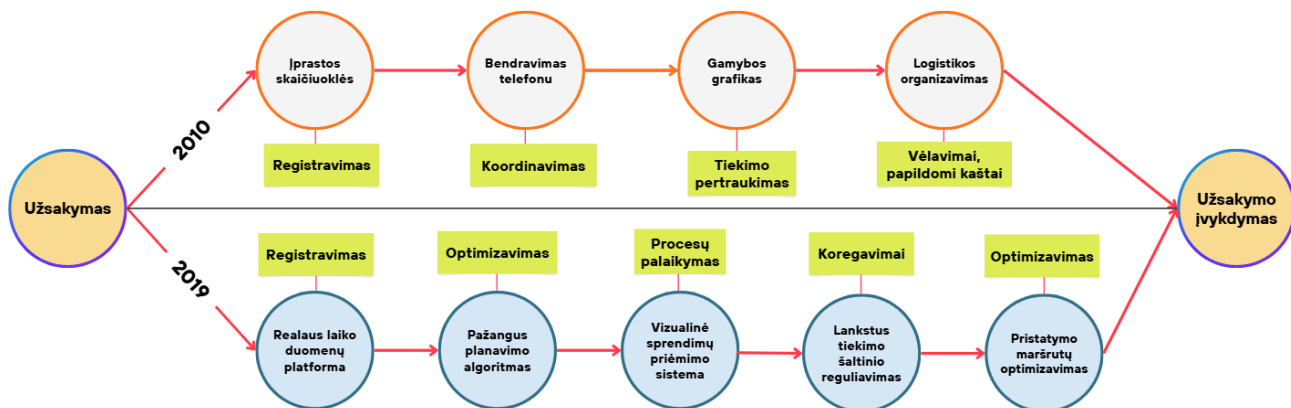 Įprastos
skaičiuoklės
Bendravimas
telefonu
Gamybos
grafikas
Logistikos
organizavimas
2010
Registravimas
Koordinavimas
Tiekimo
pertraukimas
Vėlavimai,
papildomi kaštai
Užsakymas
Užsakymo
įvykdymas
2019
Registravimas
Optimizavimas
Procesų
palaikymas
Koregavimai
Optimizavimas
Realaus laiko
duomenų
platforma
Pažangus
planavimo
algoritmas
Vizualinė
sprendimų
priėmimo
sistema
Lankstus
tiekimo
šaltinio
reguliavimas
Pristatymo
maršrutų
optimizavimas